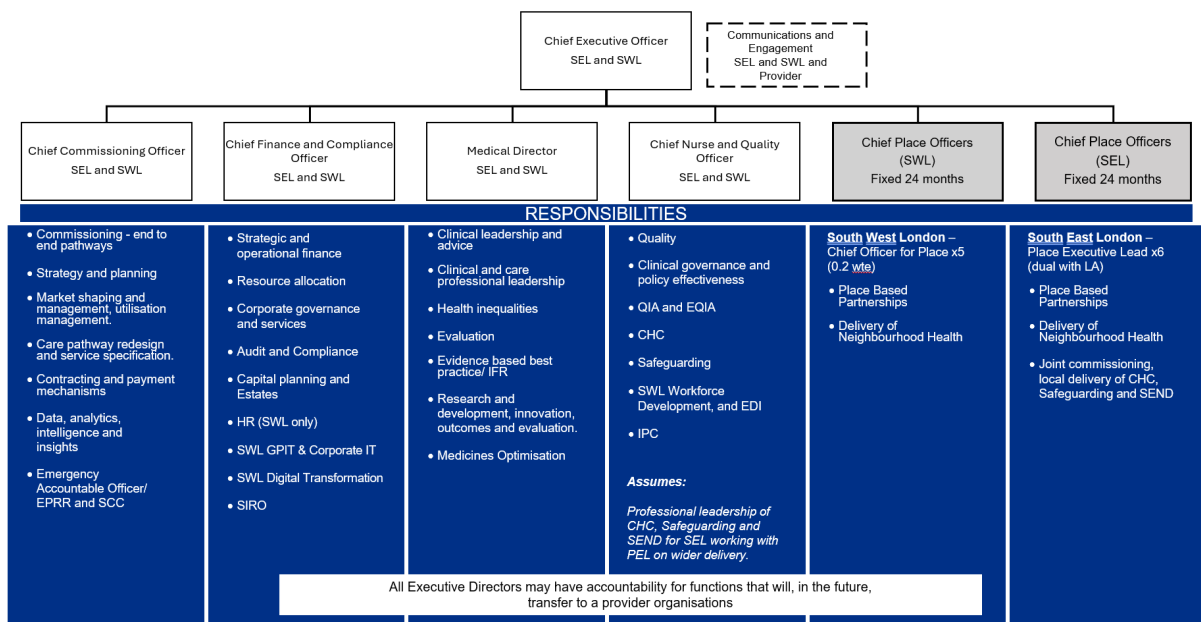 Chief Executive Officer
SEL and SWL
Communications and
Engagement
SEL and SWL and
Provider
Chief Commissioning Officer
SEL and SWL
Chief Finance and Compliance
Officer
SEL and SWL
Medical Director
SEL and SWL
Chief Nurse and Quality
Officer
SEL and SWL
Chief Place Officers
(SWL)
Fixed 24 months
Chief Place Officers
(SEL)
Fixed 24 months
RESPONSIBILITIES
• Commissioning - end to
end pathways
• Strategy and planning
• Market shaping and
management, utilisation
management.
• Care pathway redesign
and service specification.
• Contracting and payment
mechanisms
• Data, analytics,
intelligence and
insights
• Emergency
Accountable Officer/
EPRR and SCC
• Strategic and
operational finance
• Resource allocation
• Corporate governance
and services
• Audit and Compliance
• Capital planning and
Estates
• HR (SWL only)
• SWL GPIT & Corporate IT
• SWL Digital Transformation
• SIRO
• Clinical leadership and
advice
• Clinical and care
professional leadership
• Health inequalities
• Evaluation
• Evidence based best
practice/ IFR
• Research and
development, innovation,
outcomes and evaluation.
• Medicines Optimisation
• Quality
• Clinical governance and
policy effectiveness
• QIA and EQIA
• CHC
• Safeguarding
• SWL Workforce
Development, and EDI
• IPC
Assumes:
Professional leadership of
CHC, Safeguarding and
SEND for SEL working with
PEL on wider delivery.
South West London –
Chief Officer for Place x5
(0.2 wte)
• Place Based
Partnerships
• Delivery of
Neighbourhood Health
South East London –
Place Executive Lead x6
(dual with LA)
• Place Based
Partnerships
• Delivery of
Neighbourhood Health
• Joint commissioning,
local delivery of CHC,
Safeguarding and SEND
All Executive Directors may have accountability for functions that will, in the future,
transfer to a provider organisations